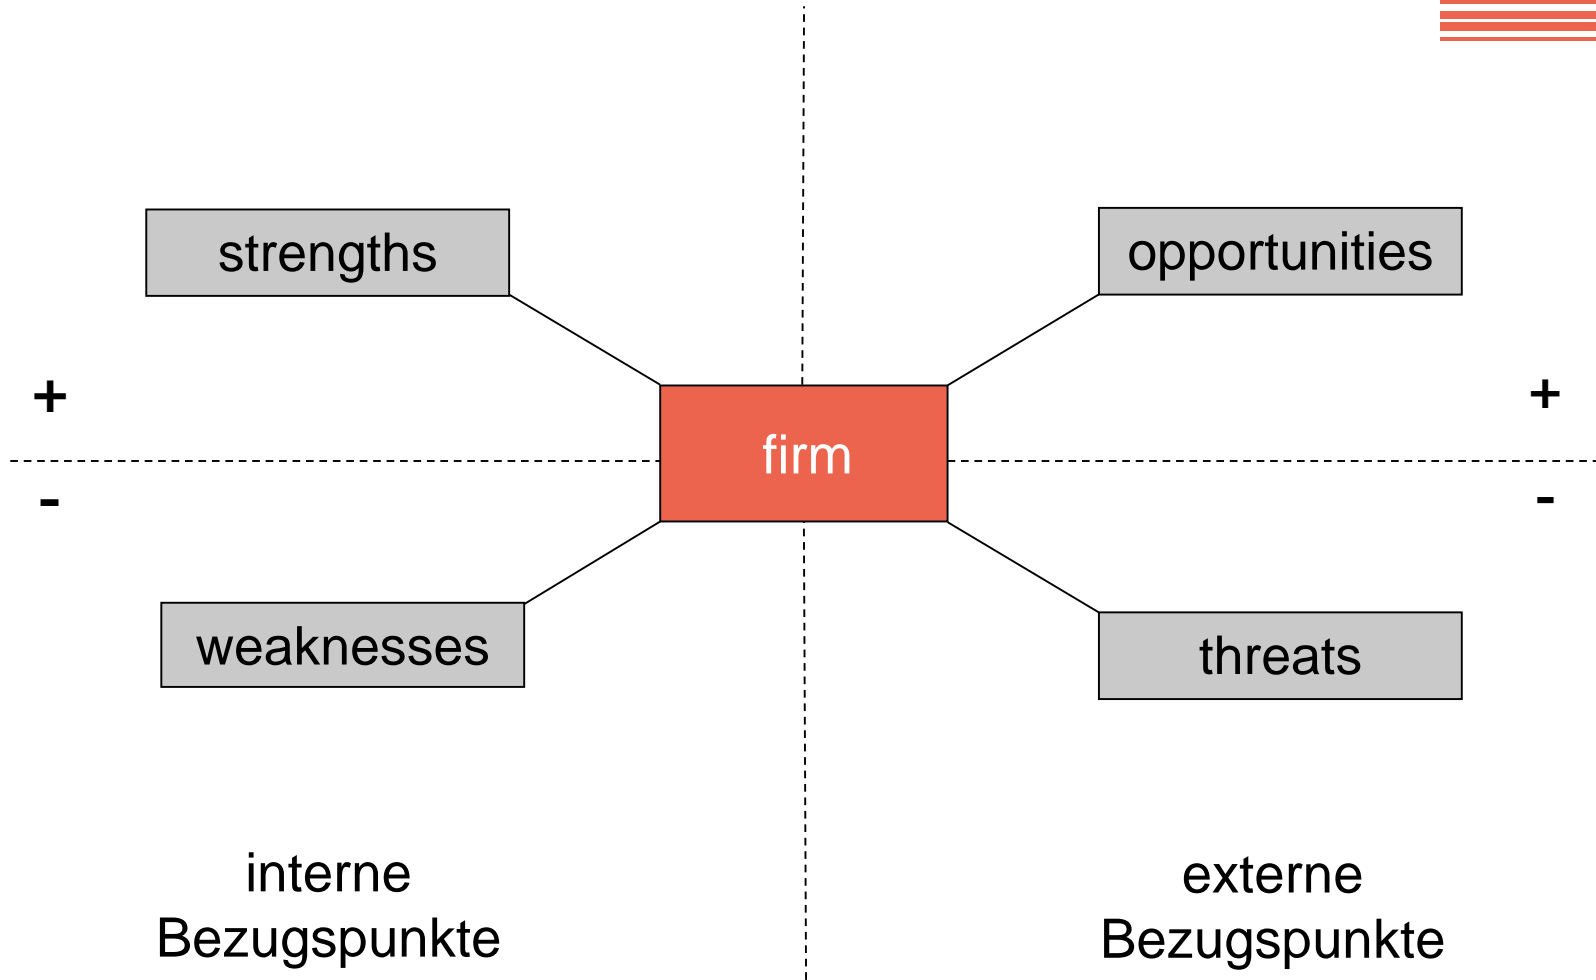 strengths
opportunities
+
+
firm
-
-
weaknesses
threats
interne
Bezugspunkte
externe
Bezugspunkte